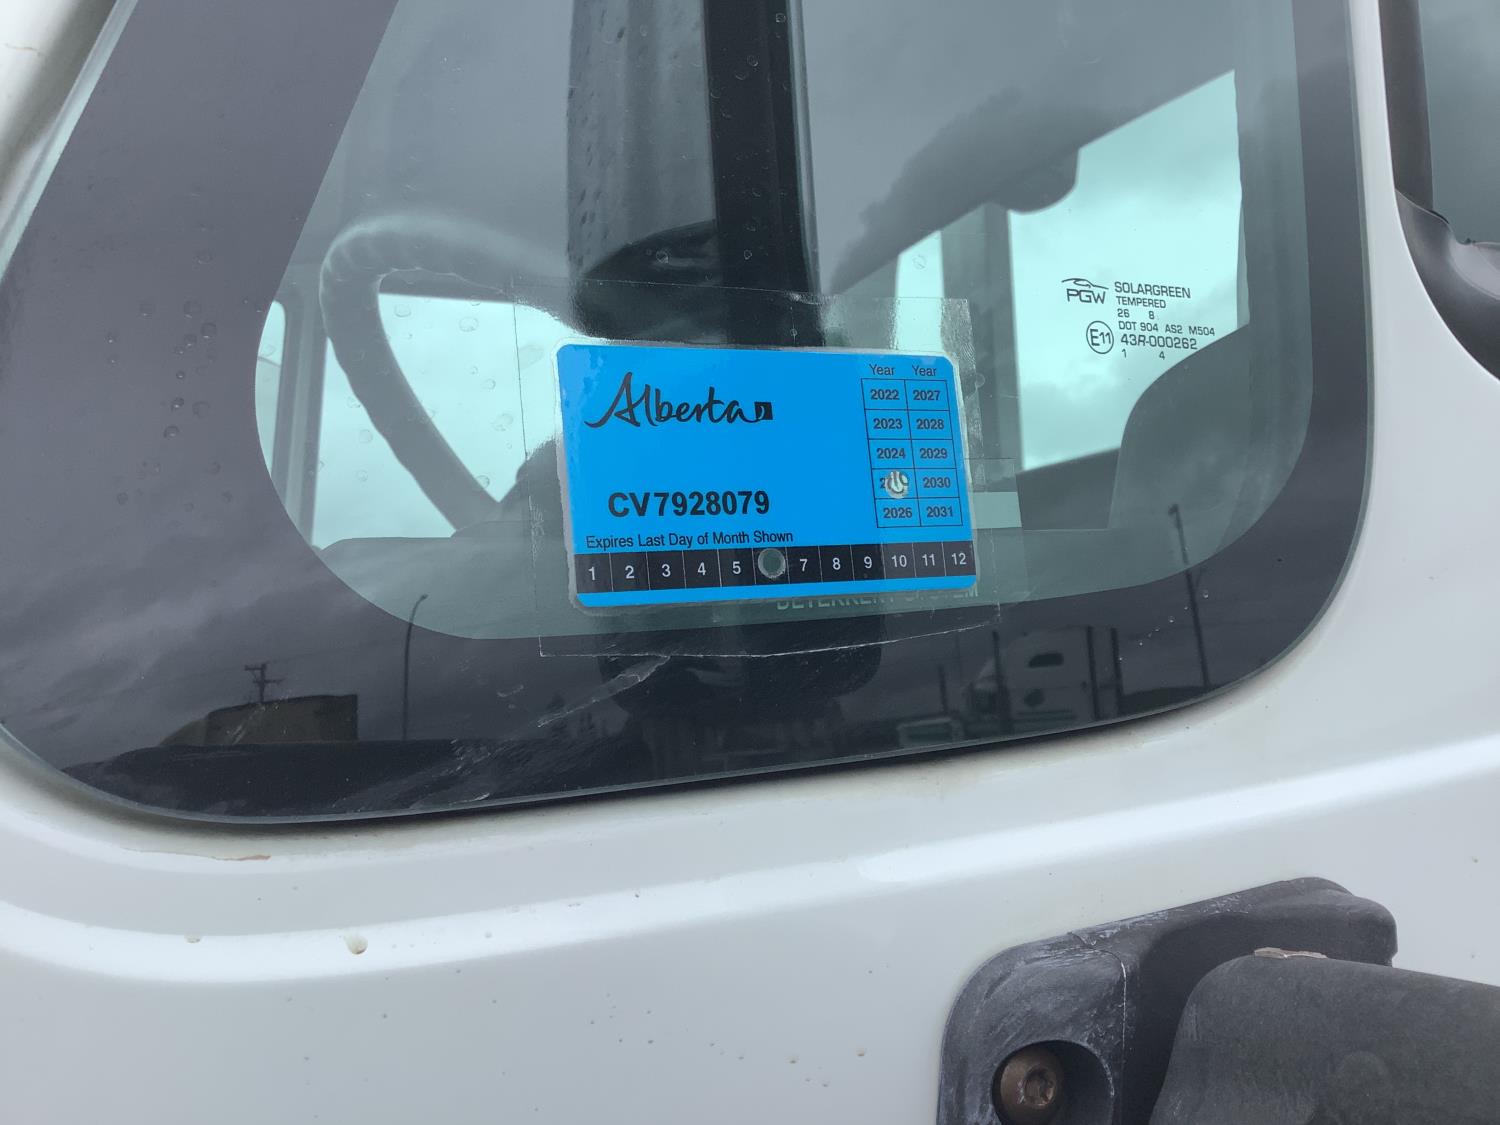 Alberta
Year Year
2022 2027
2023 2028
2024 2029
2030
2026 2031
CV7928079
Expires Last Day of Month Shown
1 2 3 4 5 7 8 9 10 11 12
DETERRENT SYSTEM
PGW SOLARGREEN
TEMPERED
26 8
DOT 904 AS2 M504
E11 43R-000262
1 4